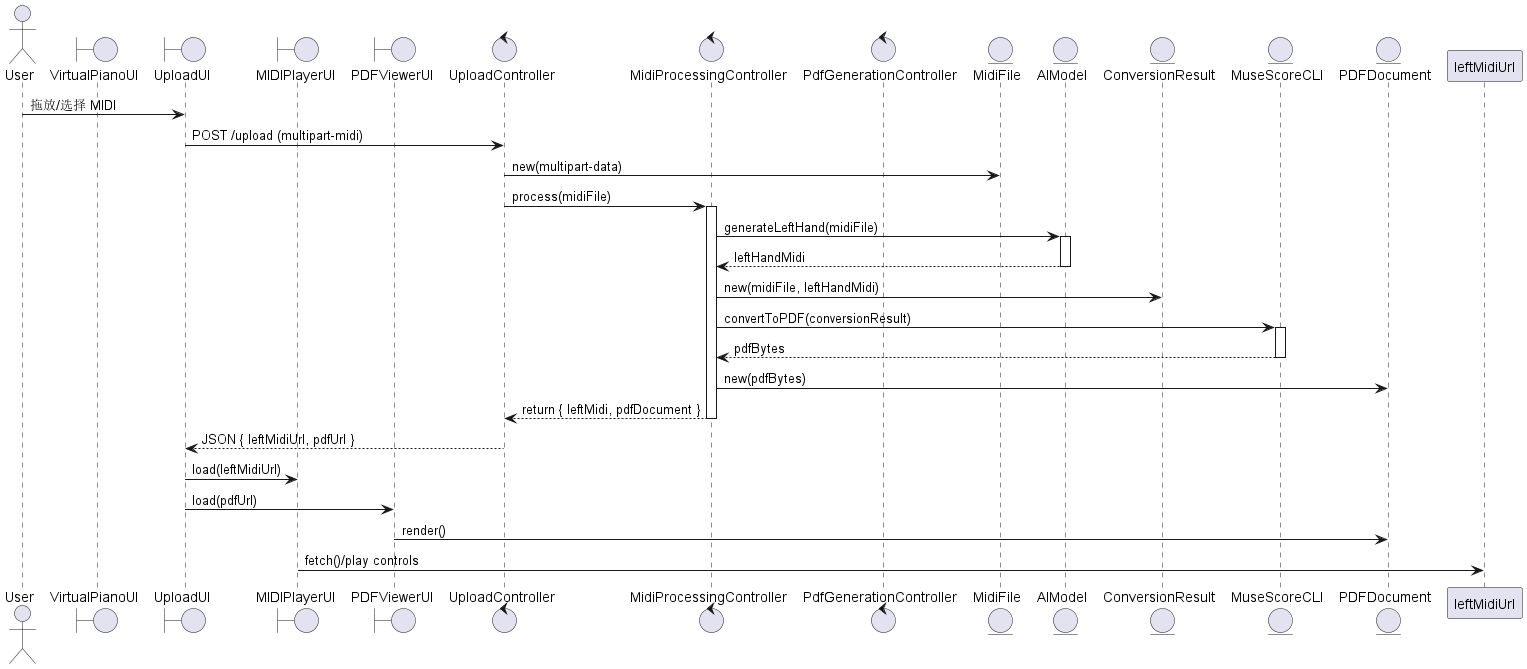 User VirtualPianoUI UploadUI MIDIPlayerUI PDFViewerUI UploadController MidiProcessingController PdfGenerationController MidiFile AIModel ConversionResult MuseScoreCLI PDFDocument leftMidiUrl
拖放/选择 MIDI
POST /upload (multipart-midi)
new(multipart-data)
process(midiFile)
generateLeftHand(midiFile)
leftHandMidi
new(midiFile, leftHandMidi)
convertToPDF(conversionResult)
pdfBytes
new(pdfBytes)
return { leftMidi, pdfDocument }
JSON { leftMidiUrl, pdfUrl }
load(leftMidiUrl)
load(pdfUrl)
render()
fetch()/play controls
User VirtualPianoUI UploadUI MIDIPlayerUI PDFViewerUI UploadController MidiProcessingController PdfGenerationController MidiFile AIModel ConversionResult MuseScoreCLI PDFDocument leftMidiUrl